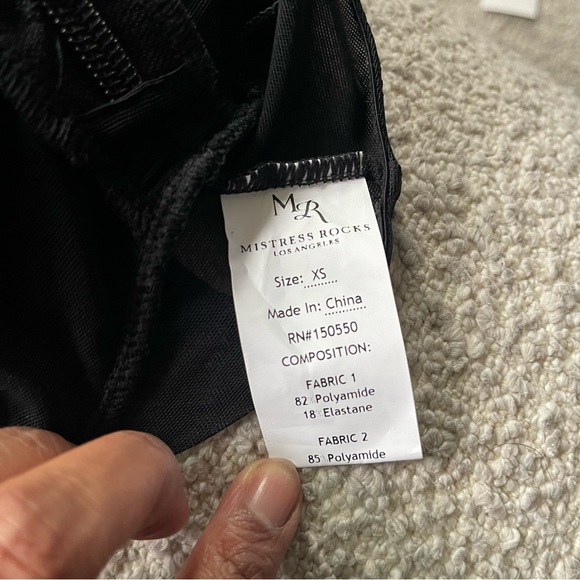 MR
MISTRESS ROCKS
LOS ANGELES
Size: XS
Made In: China
RN#150550
COMPOSITION:
FABRIC 1
82% Polyamide
18% Elastane
FABRIC 2
85% Polyamide